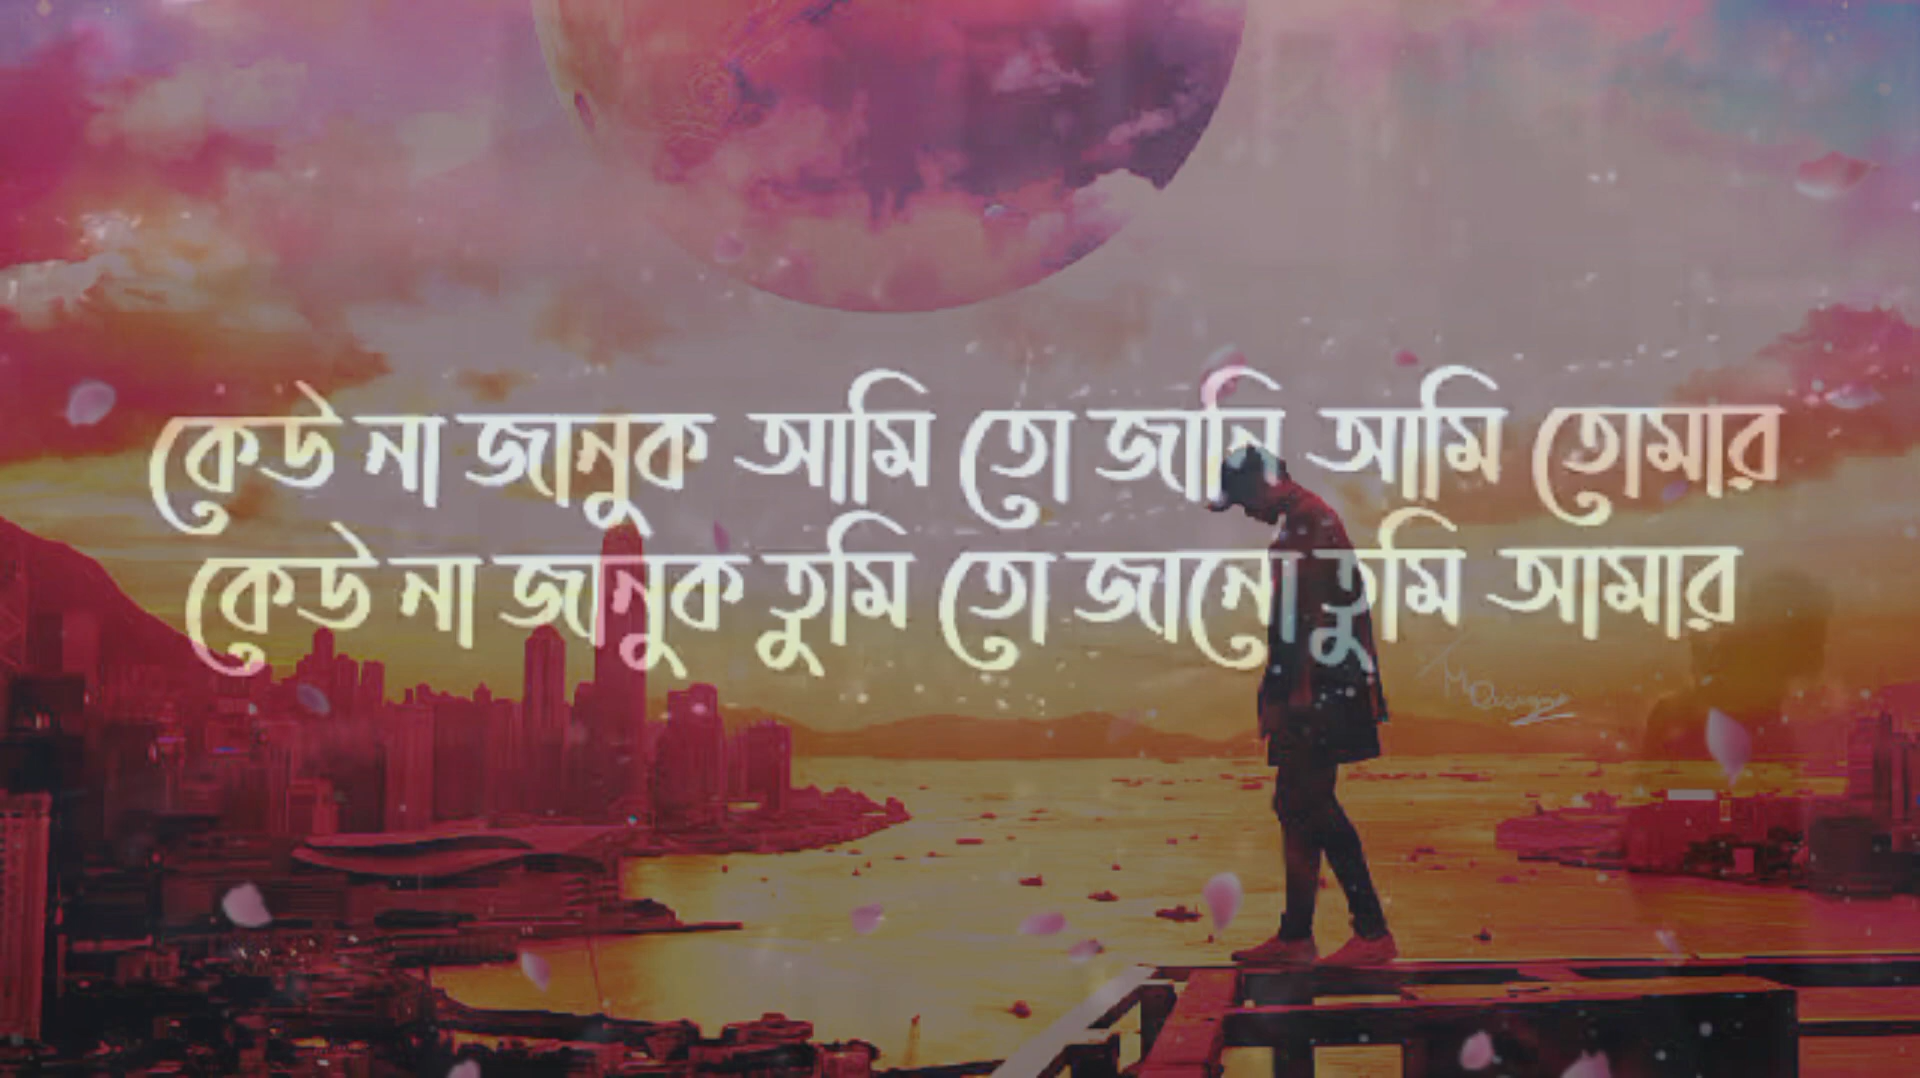 কেউ না জানুক আমি তো জানি আমি তোমার
কেউ না জানুক তুমি তো জানো তুমি আমার